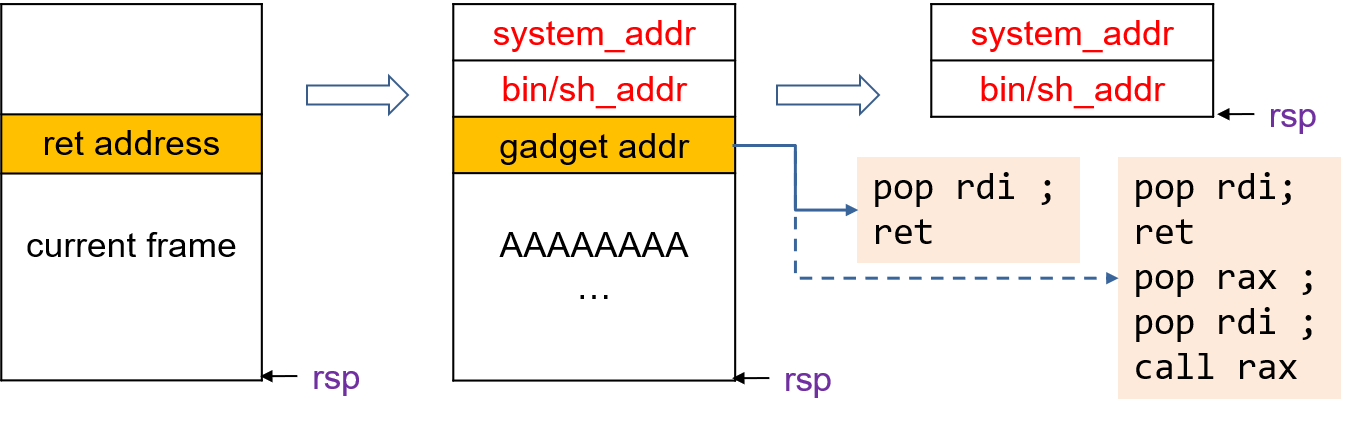 ret address
current frame
rsp
system_addr
bin/sh_addr
gadget addr
AAAAAAAA
...
rsp
system_addr
bin/sh_addr
rsp
pop rdi ;
ret
pop rdi;
ret
pop rax ;
pop rdi ;
call rax